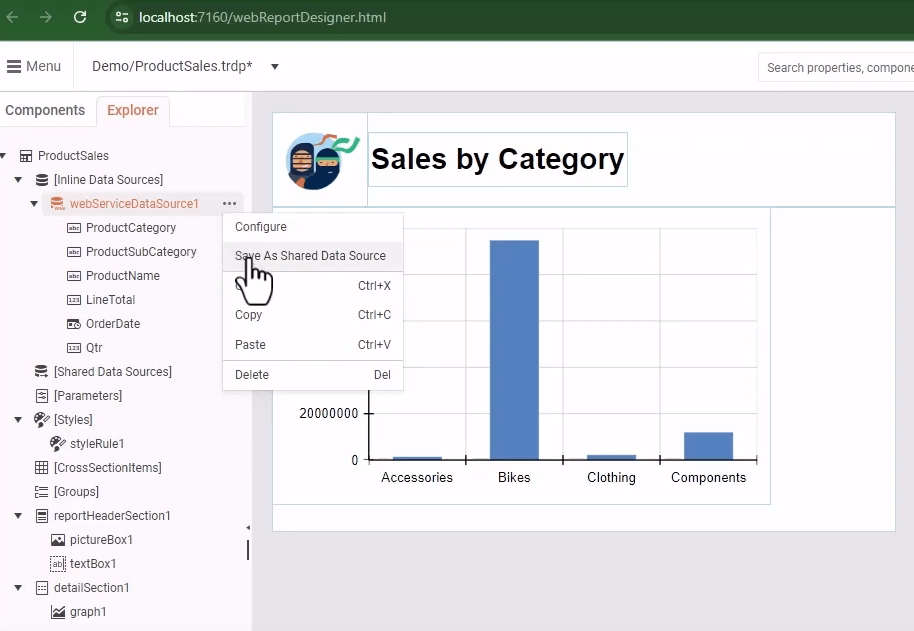 localhost:7160/webReportDesigner.html
Menu
Demo/ProductSales.trdp*
Search properties, compone
Components
Explorer
ProductSales
[Inline Data Sources]
webServiceDataSource1
ProductCategory
ProductSubCategory
ProductName
LineTotal
OrderDate
Qtr
[Shared Data Sources]
[Parameters]
[Styles]
styleRule1
[CrossSectionItems]
[Groups]
reportHeaderSection1
pictureBox1
textBox1
detailSection1
graph1
Configure
Save As Shared Data Source
Ctrl+X
Copy Ctrl+C
Paste Ctrl+V
Delete Del
Sales by Category
20000000
0
Accessories Bikes Clothing Components